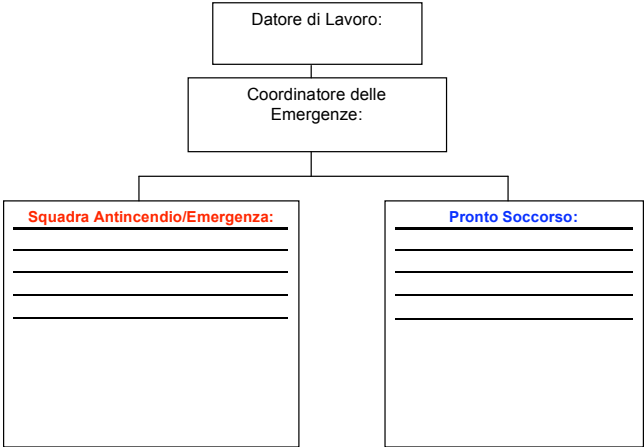 Datore di Lavoro:
Coordinatore delle
Emergenze:
Squadra Antincendio/Emergenza:
Pronto Soccorso: